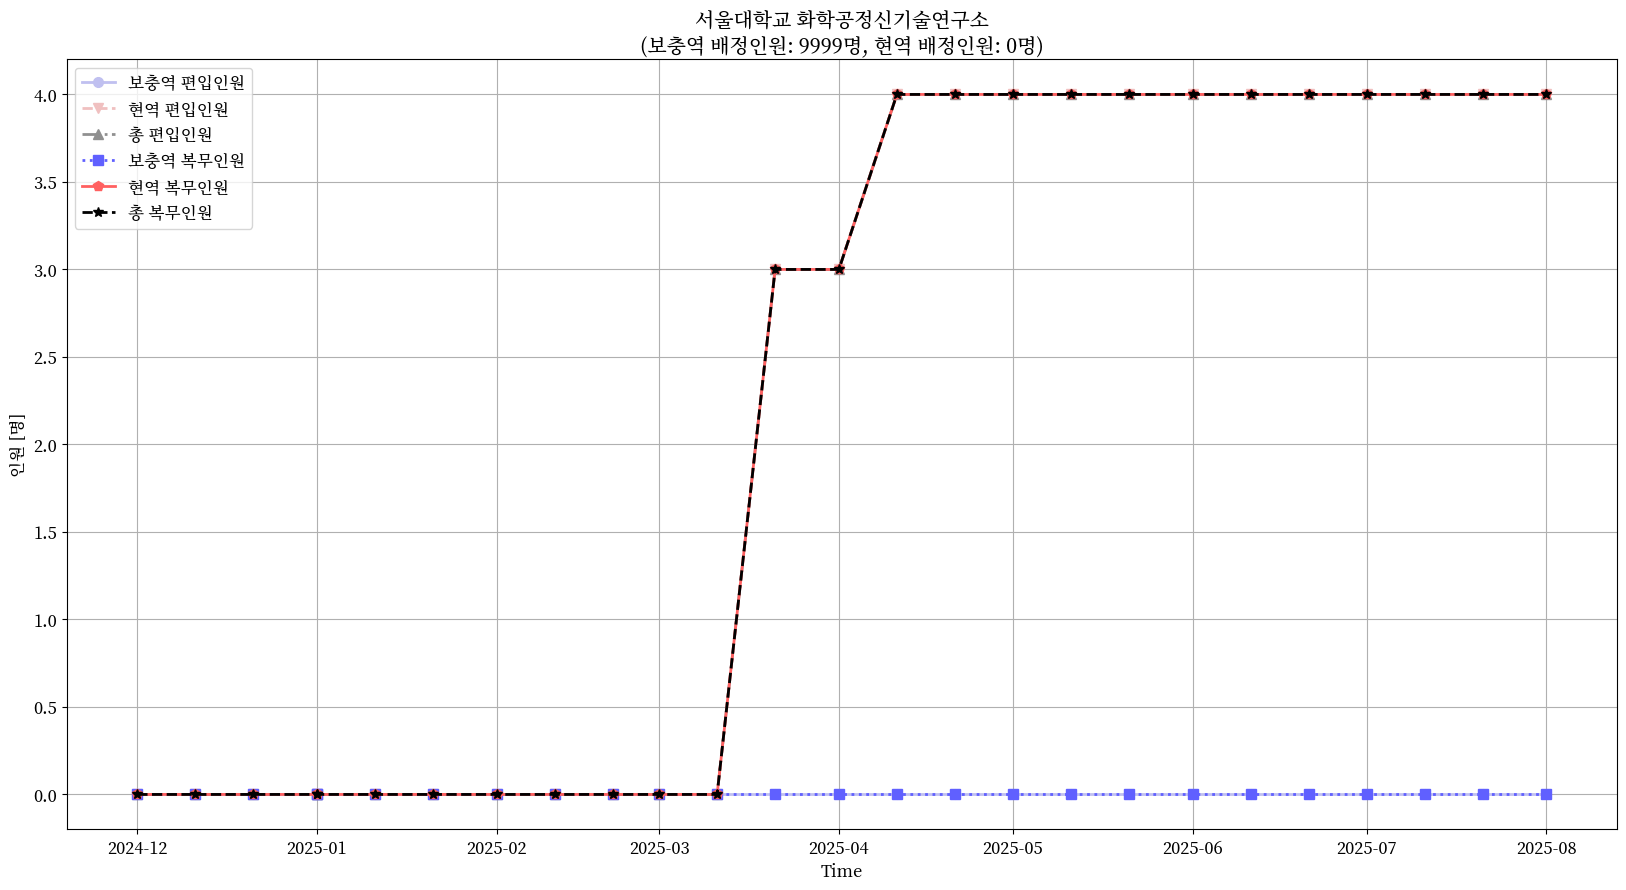 서울대학교 화학공정신기술연구소
(보충역 배정인원: 9999명, 현역 배정인원: 0명)
보충역 편입인원
현역 편입인원
총 편입인원
보충역 복무인원
현역 복무인원
총 복무인원
4.0
3.5
3.0
2.5
2.0
1.5
1.0
0.5
0.0
인원 [명]
2024-12
2025-01
2025-02
2025-03
2025-04
2025-05
2025-06
2025-07
2025-08
Time